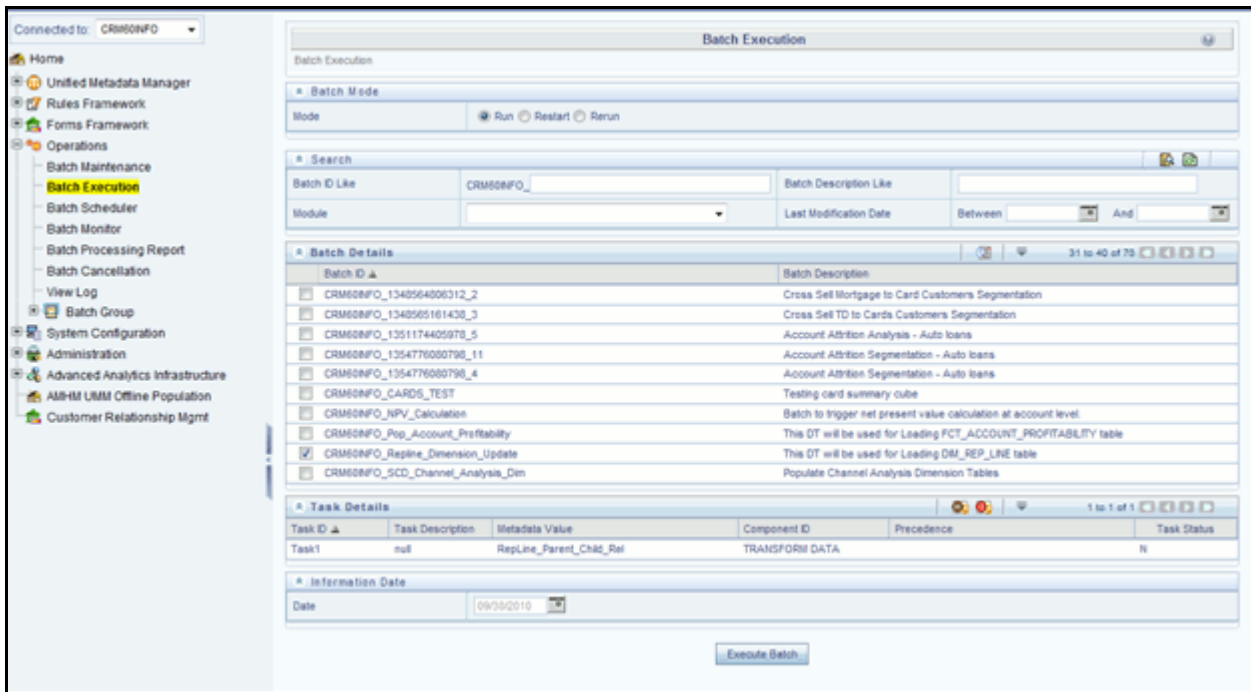 Connected to: CRM60INFO
Home
Unified Metadata Manager
Rules Framework
Forms Framework
Operations
Batch Maintenance
Batch Execution
Batch Scheduler
Batch Monitor
Batch Processing Report
Batch Cancellation
View Log
Batch Group
System Configuration
Administration
Advanced Analytics Infrastructure
AMHM UMM Offline Population
Customer Relationship Mgmt
Batch Execution
Batch Execution
Batch Mode
Mode Run Restart Rerun
Search
Batch ID Like CRM60INFO_ Batch Description Like
Module Last Modification Date Between And
Batch Details 31 to 40 of 78
Batch ID Batch Description
CRM60INFO_1348564806312_2 Cross Sell Mortgage to Card Customers Segmentation
CRM60INFO_1348565161438_3 Cross Sell TD to Cards Customers Segmentation
CRM60INFO_1351174405978_5 Account Attrition Analysis - Auto loans
CRM60INFO_1354776080798_11 Account Attrition Segmentation - Auto loans
CRM60INFO_1354776080798_4 Account Attrition Segmentation - Auto loans
CRM60INFO_CARDS_TEST Testing card summary cube
CRM60INFO_NPV_Calculation Batch to trigger net present value calculation at account level.
CRM60INFO_Pop_Account_Profitability This DT will be used for Loading FCT_ACCOUNT_PROFITABILITY table
CRM60INFO_Repline_Dimension_Update This DT will be used for Loading DIM_REP_LINE table
CRM60INFO_SCD_Channel_Analysis_Dim Populate Channel Analysis Dimension Tables
Task Details 1 to 1 of 1
Task ID Task Description Metadata Value Component ID Precedence Task Status
Task1 null RepLine_Parent_Child_Rel TRANSFORM DATA N
Information Date
Date 09/30/2010
Execute Batch